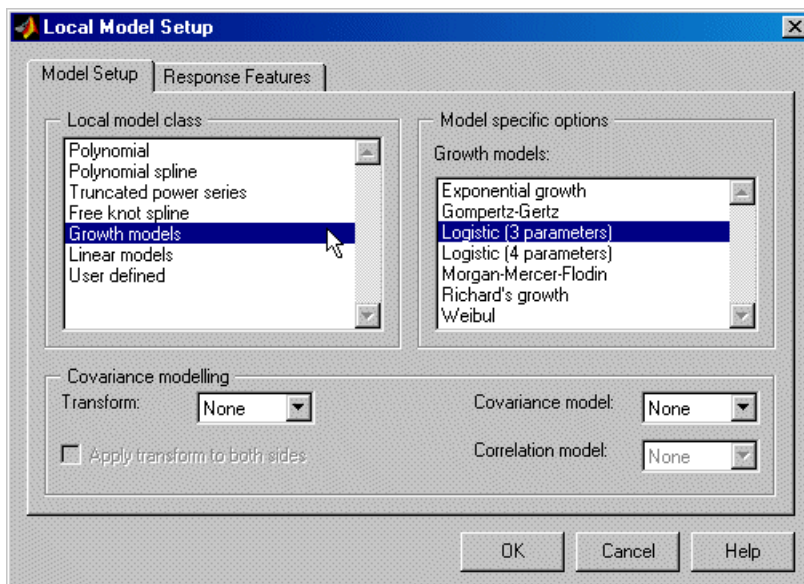 Local Model Setup
Model Setup
Response Features
Local model class
Polynomial
Polynomial spline
Truncated power series
Free knot spline
Growth models
Linear models
User defined
Model specific options
Growth models:
Exponential growth
Gompertz-Gertz
Logistic (3 parameters)
Logistic (4 parameters)
Morgan-Mercer-Flodin
Richard's growth
Weibul
Covariance modelling
Transform: None
Apply transform to both sides
Covariance model: None
Correlation model: None
OK Cancel Help